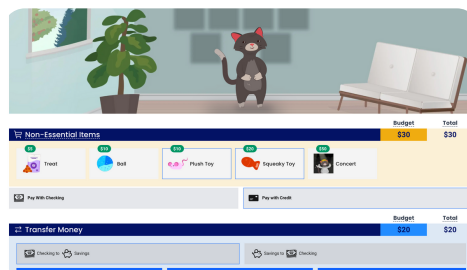 Budget Total
Non-Essential Items $30 $30
$5 $10 $10 $20 $50
Treat Ball Plush Toy Squeaky Toy Concert
Pay With Checking Pay with Credit
Budget Total
Transfer Money $20 $20
Checking to Savings Savings to Checking